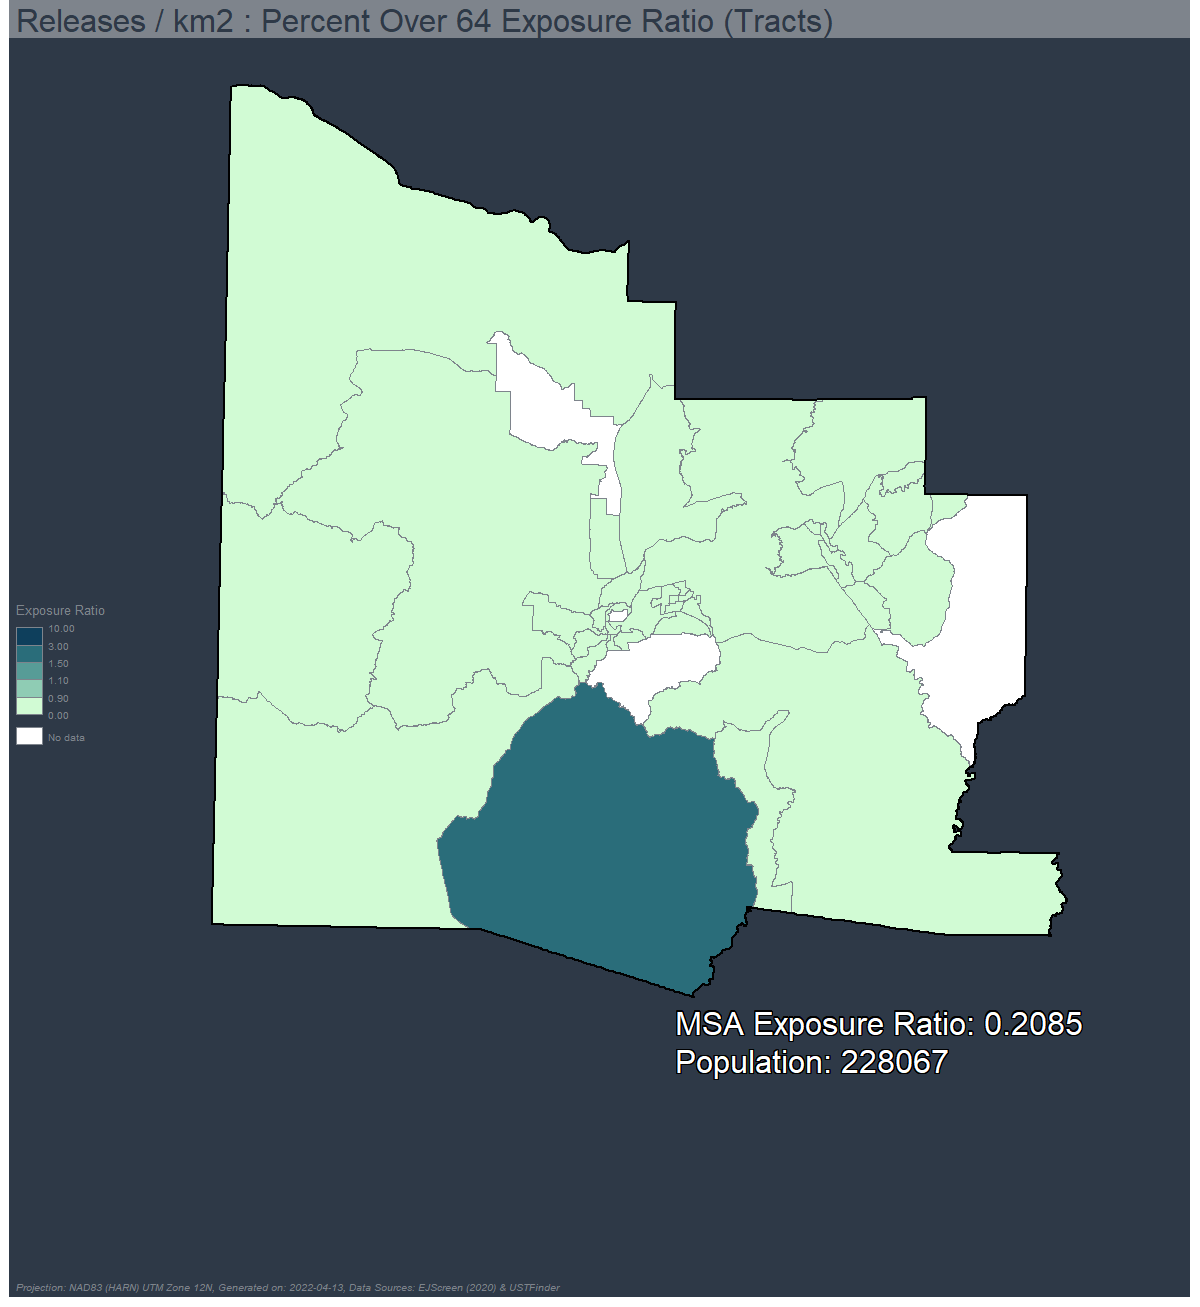 Releases / km2 : Percent Over 64 Exposure Ratio (Tracts)
Exposure Ratio
10.00
3.00
1.50
1.10
0.90
0.00
No data
MSA Exposure Ratio: 0.2085
Population: 228067
Projection: NAD83 (HARN) UTM Zone 12N, Generated on: 2022-04-13, Data Sources: EJScreen (2020) & USTFinder